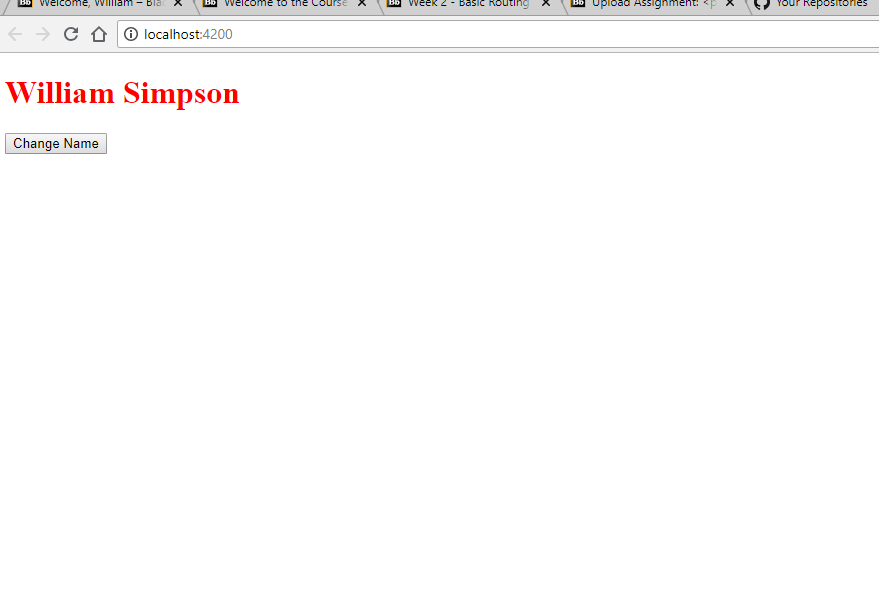 Bb Welcome, William – Blac
Bb Welcome to the Course
Bb Week 2 - Basic Routing
Bb Upload Assignment: <p
Your Repositories
localhost:4200
William Simpson
Change Name